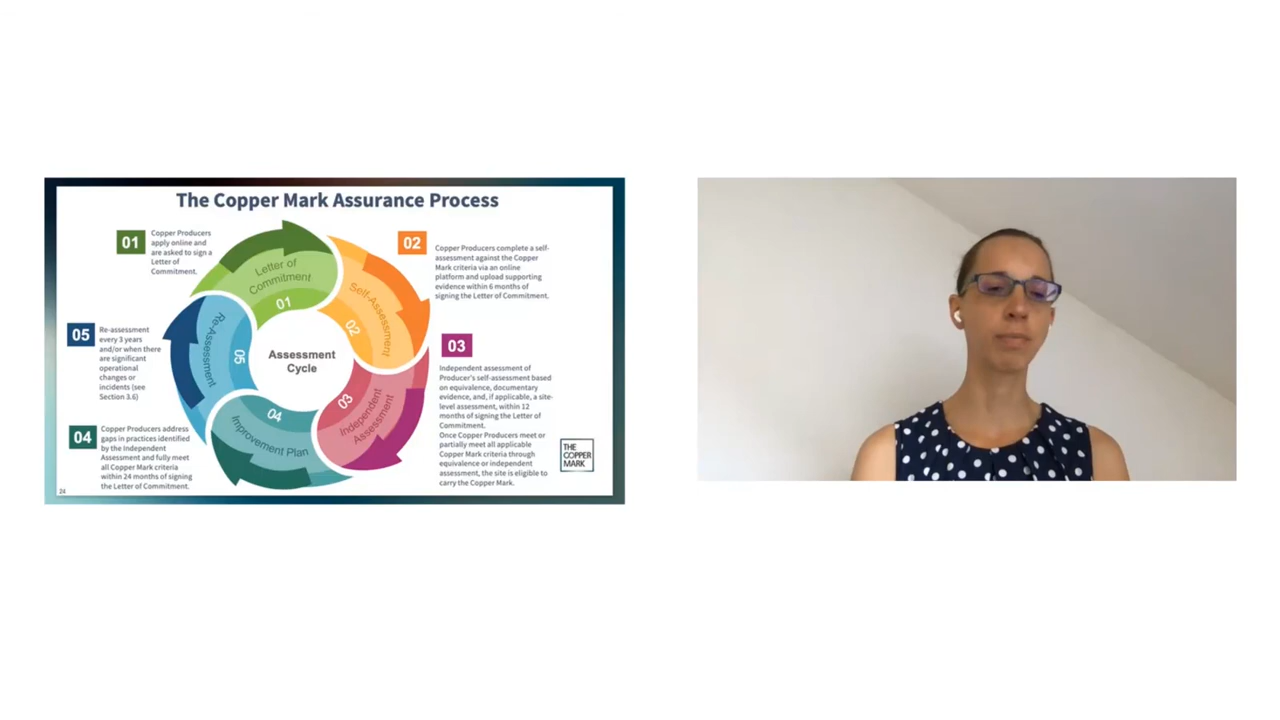 The Copper Mark Assurance Process
01
Copper Producers
apply online and
are asked to sign a
Letter of
Commitment.
02
Copper Producers complete a self-
assessment against the Copper
Mark criteria via an online
platform and upload supporting
evidence within 6 months of
signing the Letter of Commitment.
03
Independent assessment of
Producer's self-assessment based
on equivalence, documentary
evidence, and, if applicable, a site-
level assessment, within 12
months of signing the Letter of
Commitment.
Once Copper Producers meet or
partially meet all applicable
Copper Mark criteria through
equivalence or independent
assessment, the site is eligible to
carry the Copper Mark.
04
Copper Producers address
gaps in practices identified
by the Independent
Assessment and fully meet
all Copper Mark criteria
within 24 months of signing
the Letter of Commitment.
05
Re-assessment
every 3 years
and/or when there
are significant
operational
changes or
incidents (see
Section 3.6)
Letter of
Commitment
01
Self-Assessment
02
Independent
Assessment
03
Improvement Plan
04
Re-Assessment
05
Assessment
Cycle
THE
COPPER
MARK
24